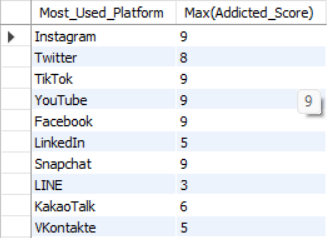 Most_Used_Platform Max(Addicted_Score)
Instagram 9
Twitter 8
TikTok 9
YouTube 9 9
Facebook 9
LinkedIn 5
Snapchat 9
LINE 3
KakaoTalk 6
VKontakte 5